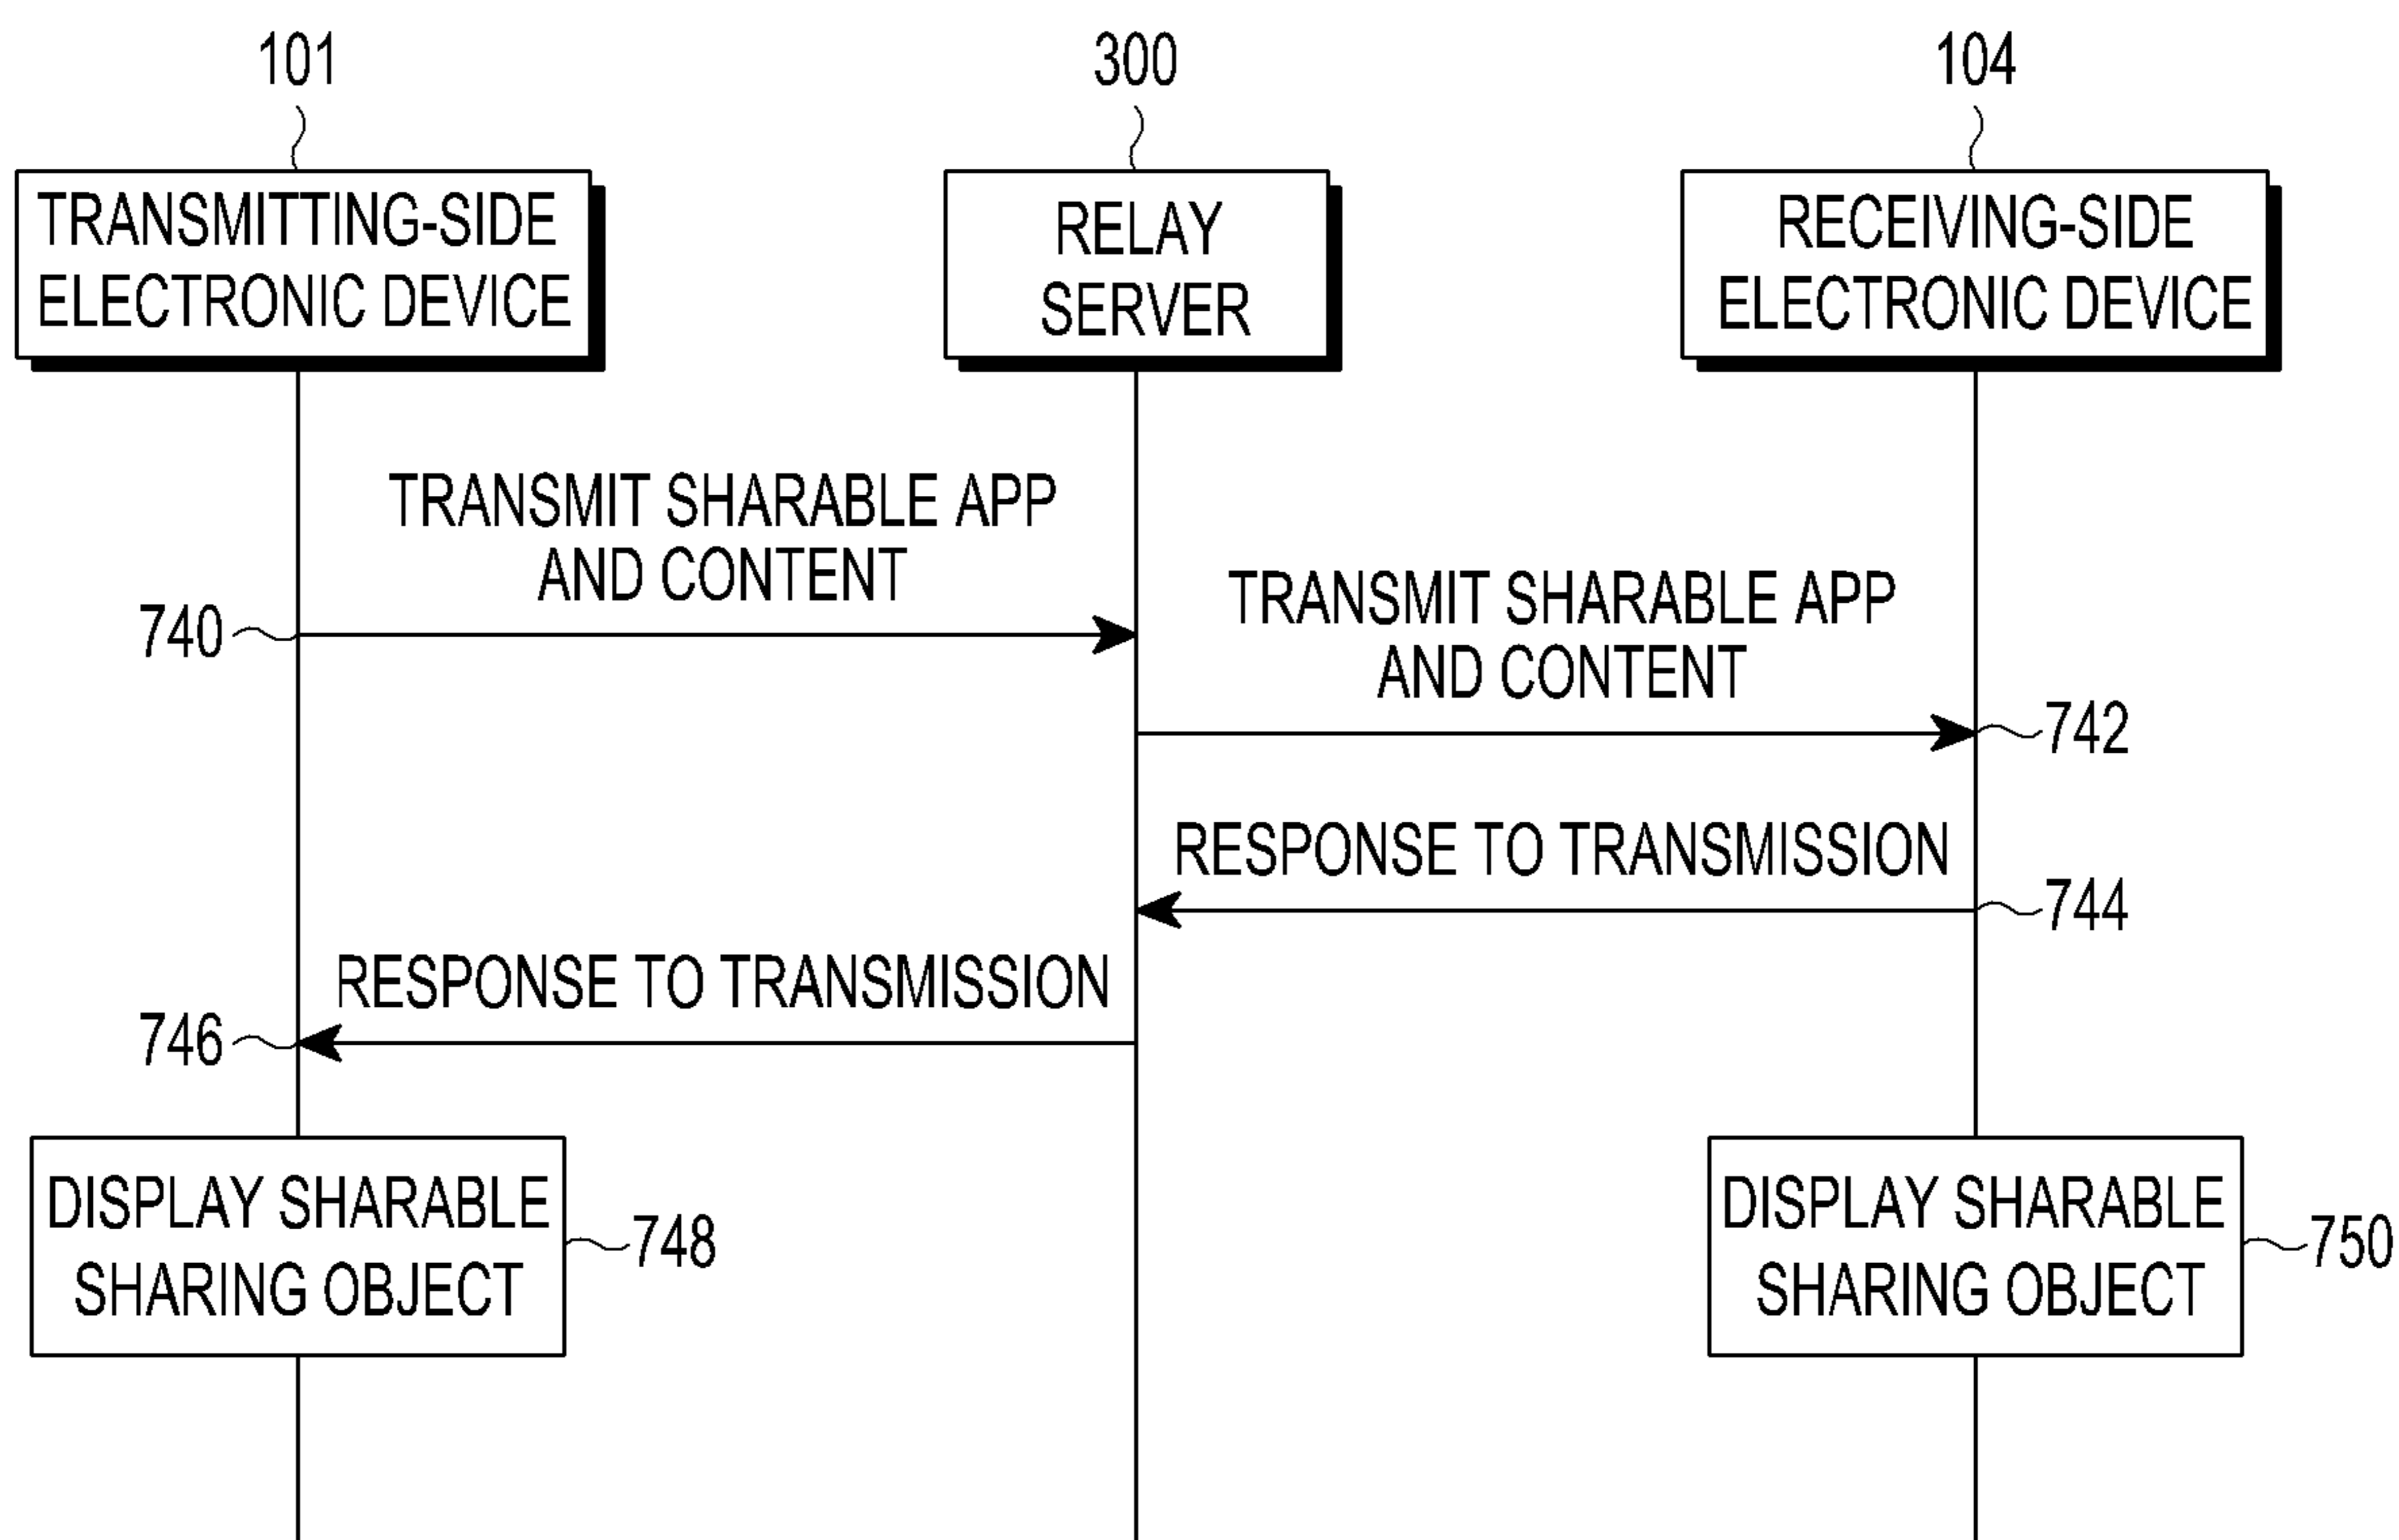 101
300
104
TRANSMITTING-SIDE
ELECTRONIC DEVICE
RELAY
SERVER
RECEIVING-SIDE
ELECTRONIC DEVICE
TRANSMIT SHARABLE APP
AND CONTENT
740
TRANSMIT SHARABLE APP
AND CONTENT
742
RESPONSE TO TRANSMISSION
744
RESPONSE TO TRANSMISSION
746
DISPLAY SHARABLE
SHARING OBJECT
748
DISPLAY SHARABLE
SHARING OBJECT
750